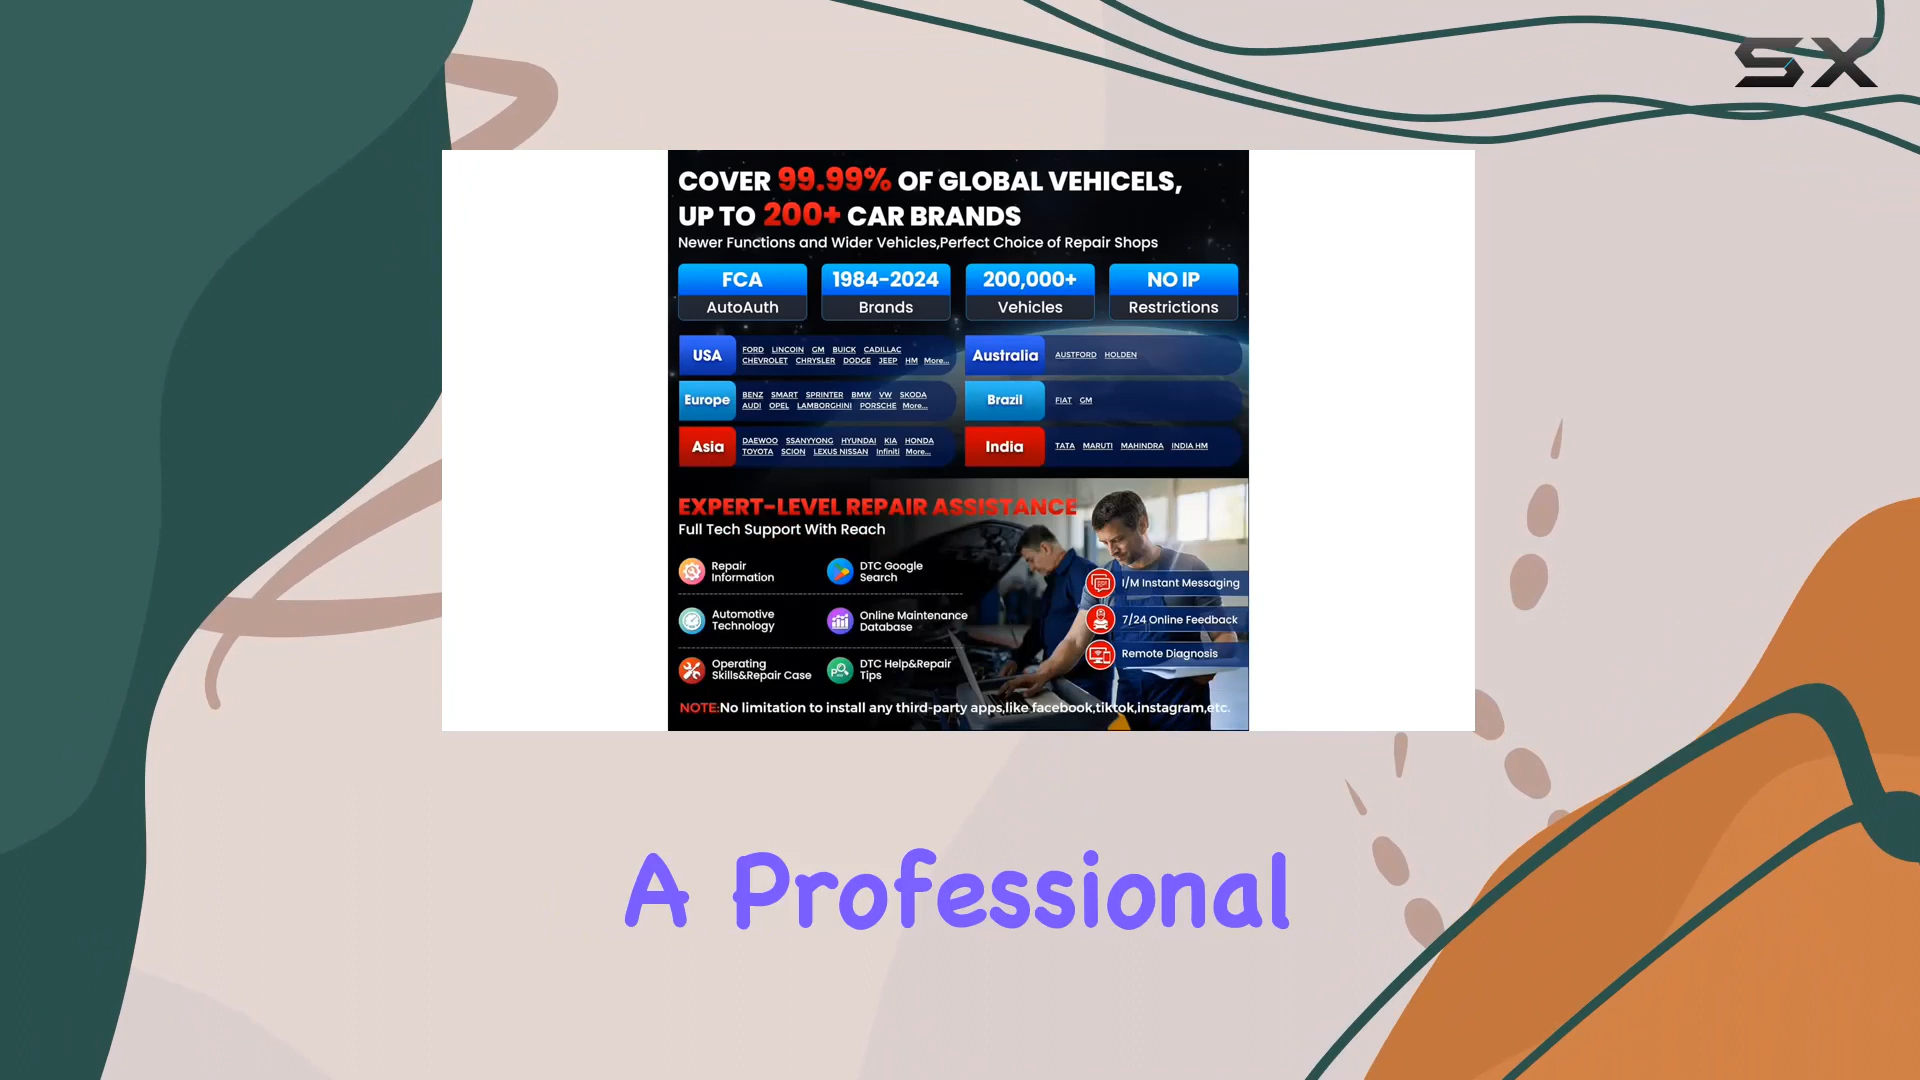 SX
COVER 99.99% OF GLOBAL VEHICELS,
UP TO 200+ CAR BRANDS
Newer Functions and Wider Vehicles,Perfect Choice of Repair Shops
FCA
AutoAuth
1984-2024
Brands
200,000+
Vehicles
NO IP
Restrictions
USA
FORD LINCOIN GM BUICK CADILLAC
CHEVROLET CHRYSLER DODGE JEEP HM More...
Australia
AUSTFORD HOLDEN
Europe
BENZ SMART SPRINTER BMW VW SKODA
AUDI OPEL LAMBORGHINI PORSCHE More...
Brazil
FIAT GM
Asia
DAEWOO SSANYYONG HYUNDAI KIA HONDA
TOYOTA SCION LEXUS NISSAN Infiniti More...
India
TATA MARUTI MAHINDRA INDIA HM
EXPERT-LEVEL REPAIR ASSISTANCE
Full Tech Support With Reach
Repair
Information
DTC Google
Search
Automotive
Technology
Online Maintenance
Database
Operating
Skills&Repair Case
DTC Help&Repair
Tips
I/M Instant Messaging
7/24 Online Feedback
Remote Diagnosis
NOTE:No limitation to install any third-party apps,like facebook,tiktok,instagram,etc.
A Professional